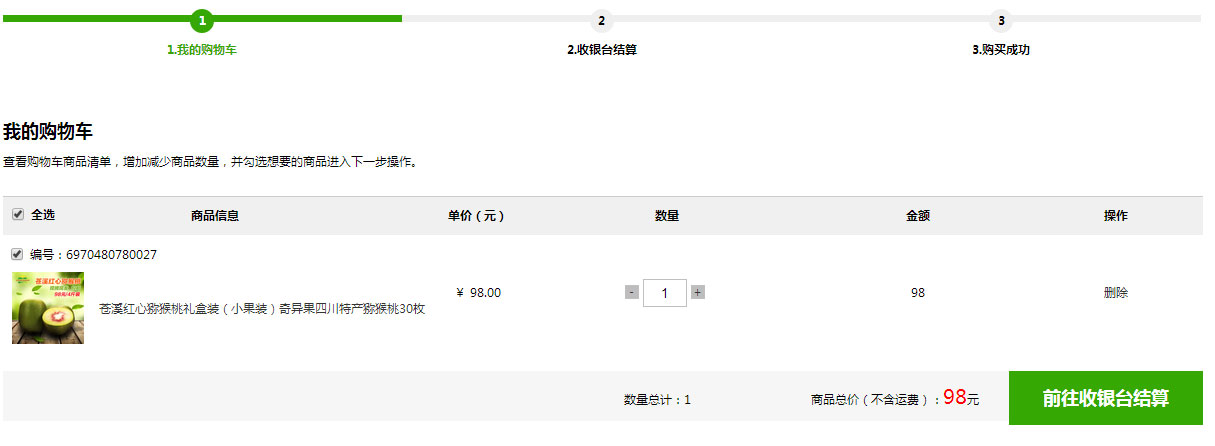 1
2
3
1.我的购物车
2.收银台结算
3.购买成功
我的购物车
查看购物车商品清单，增加减少商品数量，并勾选想要的商品进入下一步操作。
全选 商品信息 单价（元） 数量 金额 操作
编号：6970480780027
苍溪红心猕猴桃
98元/4斤装
苍溪红心猕猴桃礼盒装（小果装）奇异果四川特产猕猴桃30枚
¥ 98.00 - 1 + 98 删除
数量总计：1 商品总价（不含运费）：98元 前往收银台结算